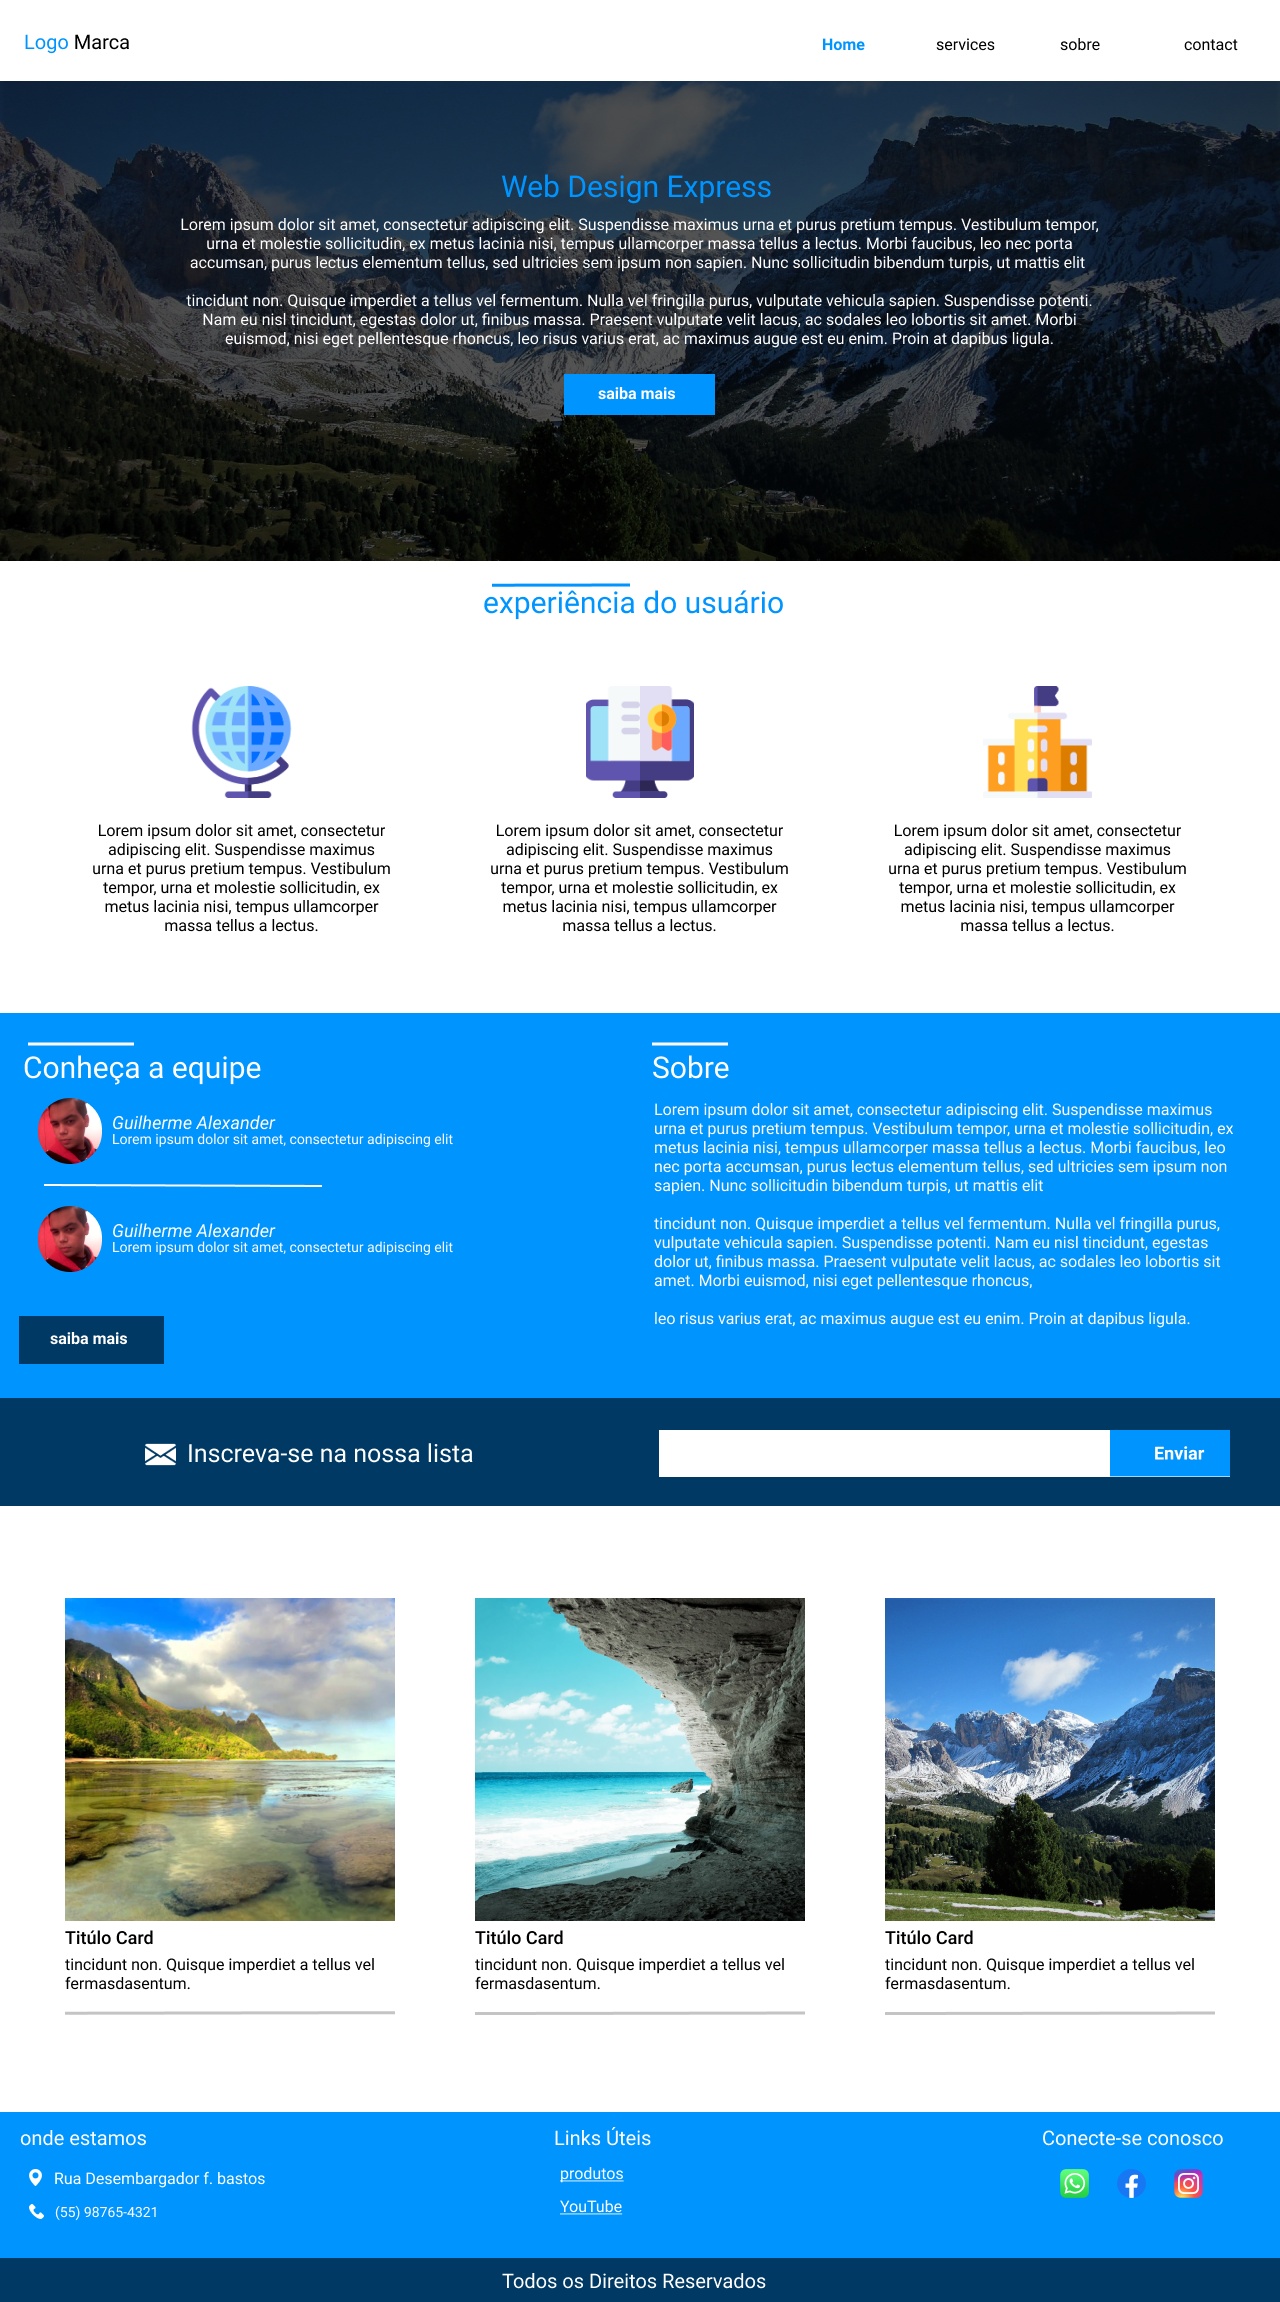 Logo Marca
Home services sobre contact
Web Design Express
Lorem ipsum dolor sit amet, consectetur adipiscing elit. Suspendisse maximus urna et purus pretium tempus. Vestibulum tempor,
urna et molestie sollicitudin, ex metus lacinia nisi, tempus ullamcorper massa tellus a lectus. Morbi faucibus, leo nec porta
accumsan, purus lectus elementum tellus, sed ultricies sem ipsum non sapien. Nunc sollicitudin bibendum turpis, ut mattis elit
tincidunt non. Quisque imperdiet a tellus vel fermentum. Nulla vel fringilla purus, vulputate vehicula sapien. Suspendisse potenti.
Nam eu nisl tincidunt, egestas dolor ut, finibus massa. Praesent vulputate velit lacus, ac sodales leo lobortis sit amet. Morbi
euismod, nisi eget pellentesque rhoncus, leo risus varius erat, ac maximus augue est eu enim. Proin at dapibus ligula.
saiba mais
experiência do usuário
Lorem ipsum dolor sit amet, consectetur
adipiscing elit. Suspendisse maximus
urna et purus pretium tempus. Vestibulum
tempor, urna et molestie sollicitudin, ex
metus lacinia nisi, tempus ullamcorper
massa tellus a lectus.
Lorem ipsum dolor sit amet, consectetur
adipiscing elit. Suspendisse maximus
urna et purus pretium tempus. Vestibulum
tempor, urna et molestie sollicitudin, ex
metus lacinia nisi, tempus ullamcorper
massa tellus a lectus.
Lorem ipsum dolor sit amet, consectetur
adipiscing elit. Suspendisse maximus
urna et purus pretium tempus. Vestibulum
tempor, urna et molestie sollicitudin, ex
metus lacinia nisi, tempus ullamcorper
massa tellus a lectus.
Conheça a equipe
Guilherme Alexander
Lorem ipsum dolor sit amet, consectetur adipiscing elit
Guilherme Alexander
Lorem ipsum dolor sit amet, consectetur adipiscing elit
saiba mais
Sobre
Lorem ipsum dolor sit amet, consectetur adipiscing elit. Suspendisse maximus
urna et purus pretium tempus. Vestibulum tempor, urna et molestie sollicitudin, ex
metus lacinia nisi, tempus ullamcorper massa tellus a lectus. Morbi faucibus, leo
nec porta accumsan, purus lectus elementum tellus, sed ultricies sem ipsum non
sapien. Nunc sollicitudin bibendum turpis, ut mattis elit
tincidunt non. Quisque imperdiet a tellus vel fermentum. Nulla vel fringilla purus,
vulputate vehicula sapien. Suspendisse potenti. Nam eu nisl tincidunt, egestas
dolor ut, finibus massa. Praesent vulputate velit lacus, ac sodales leo lobortis sit
amet. Morbi euismod, nisi eget pellentesque rhoncus,
leo risus varius erat, ac maximus augue est eu enim. Proin at dapibus ligula.
Inscreva-se na nossa lista
Enviar
Titúlo Card
tincidunt non. Quisque imperdiet a tellus vel
fermasdasentum.
Titúlo Card
tincidunt non. Quisque imperdiet a tellus vel
fermasdasentum.
Titúlo Card
tincidunt non. Quisque imperdiet a tellus vel
fermasdasentum.
onde estamos
Rua Desembargador f. bastos
(55) 98765-4321
Links Úteis
produtos
YouTube
Conecte-se conosco
Todos os Direitos Reservados